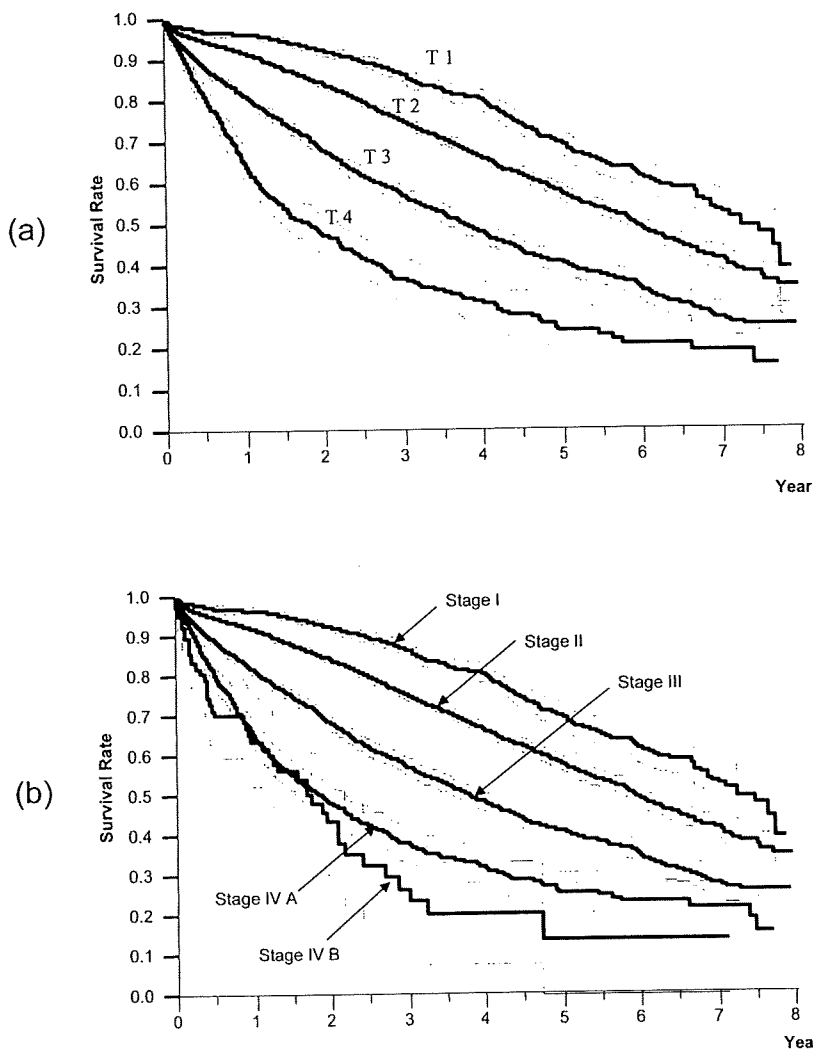 (a)
Survival Rate
1.0
0.9
0.8
0.7
0.6
0.5
0.4
0.3
0.2
0.1
0.0
T 1
T 2
T 3
T 4
0 1 2 3 4 5 6 7 8
Year
(b)
Survival Rate
1.0
0.9
0.8
0.7
0.6
0.5
0.4
0.3
0.2
0.1
0.0
Stage I
Stage II
Stage III
Stage IV A
Stage IV B
0 1 2 3 4 5 6 7 8
Yea